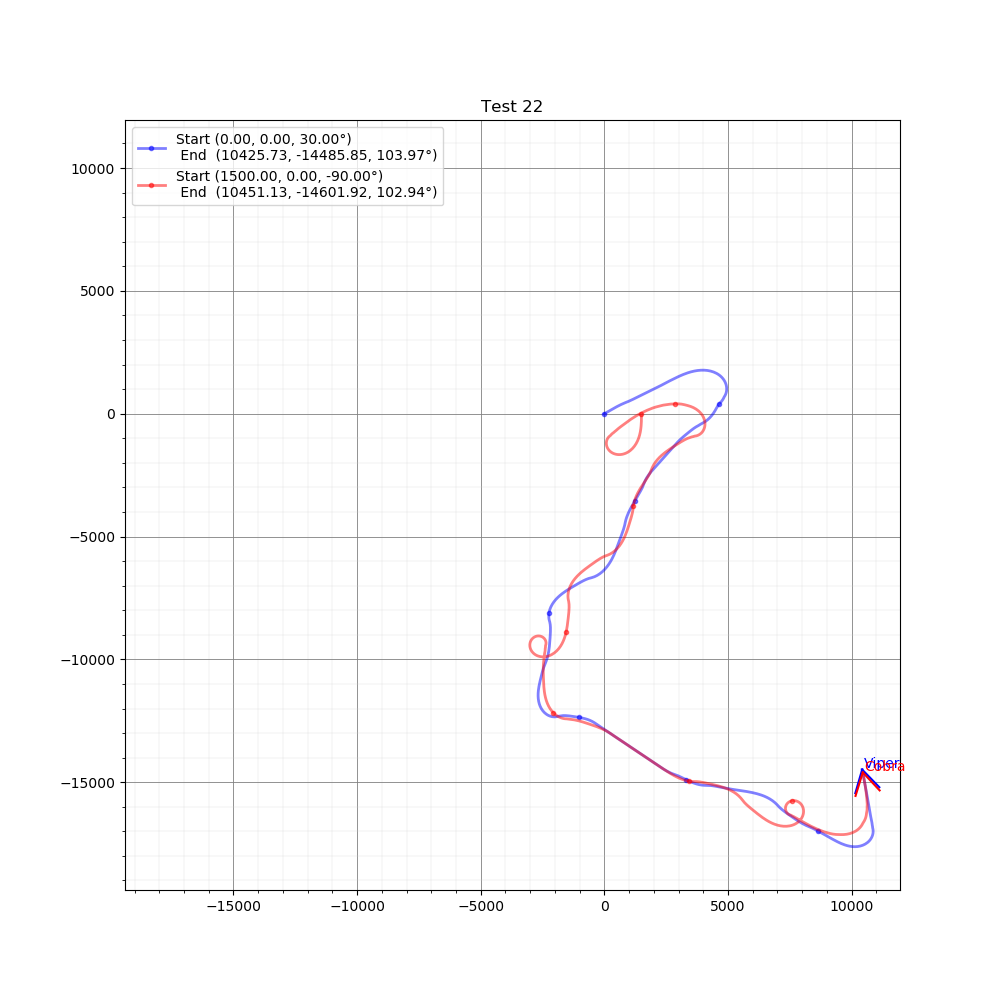 Test 22
Start (0.00, 0.00, 30.00°)
End (10425.73, -14485.85, 103.97°)
Start (1500.00, 0.00, -90.00°)
End (10451.13, -14601.92, 102.94°)
10000
5000
0
−5000
−10000
−15000
Viper
Cobra
−15000
−10000
−5000
0
5000
10000